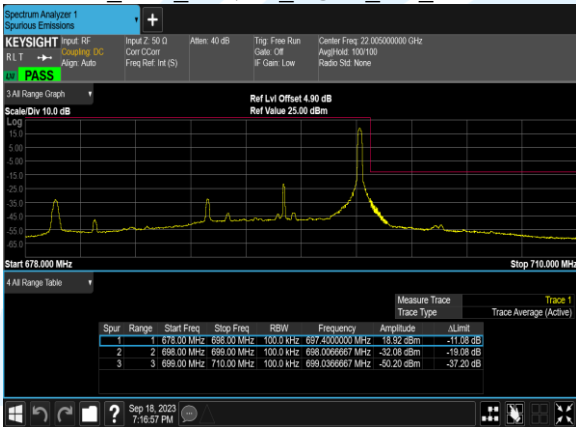 Spectrum Analyzer 1
Spurious Emissions
+
KEYSIGHT Input: RF Input Z: 50 Ω Atten: 40 dB Trig: Free Run Center Freq: 22.005000000 GHz
RLT Coupling: DC Corr CCorr Gate: Off Avg|Hold: 100/100
Align: Auto Freq Ref: Int (S) IF Gain: Low Radio Std: None
PASS
3 All Range Graph
Ref Lvl Offset 4.90 dB
Scale/Div 10.0 dB Ref Value 25.00 dBm
Log
15.0
5.00
-5.00
-15.0
-25.0
-35.0
-45.0
-55.0
-65.0
Start 678.000 MHz Stop 710.000 MHz
4 All Range Table
Measure Trace Trace 1
Trace Type Trace Average (Active)
Spur Range Start Freq Stop Freq RBW Frequency Amplitude ΔLimit
1 1 678.00 MHz 698.00 MHz 100.0 kHz 697.4000000 MHz 18.92 dBm -11.08 dB
2 2 698.00 MHz 699.00 MHz 100.0 kHz 698.0066667 MHz -32.08 dBm -19.08 dB
3 3 699.00 MHz 710.00 MHz 100.0 kHz 699.0366667 MHz -50.20 dBm -37.20 dB
? Sep 18, 2023
7:16:57 PM